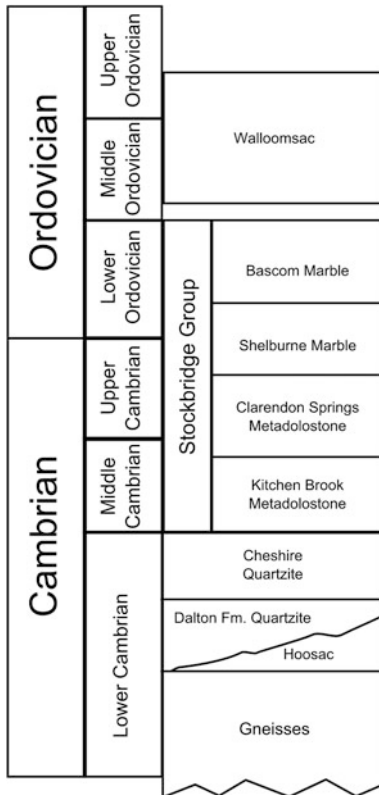 Ordovician
Upper
Ordovician
Middle
Ordovician
Lower
Ordovician
Walloomsac
Stockbridge Group
Bascom Marble
Shelburne Marble
Clarendon Springs
Metadolostone
Kitchen Brook
Metadolostone
Cambrian
Upper
Cambrian
Middle
Cambrian
Lower Cambrian
Cheshire
Quartzite
Dalton Fm. Quartzite
Hoosac
Gneisses